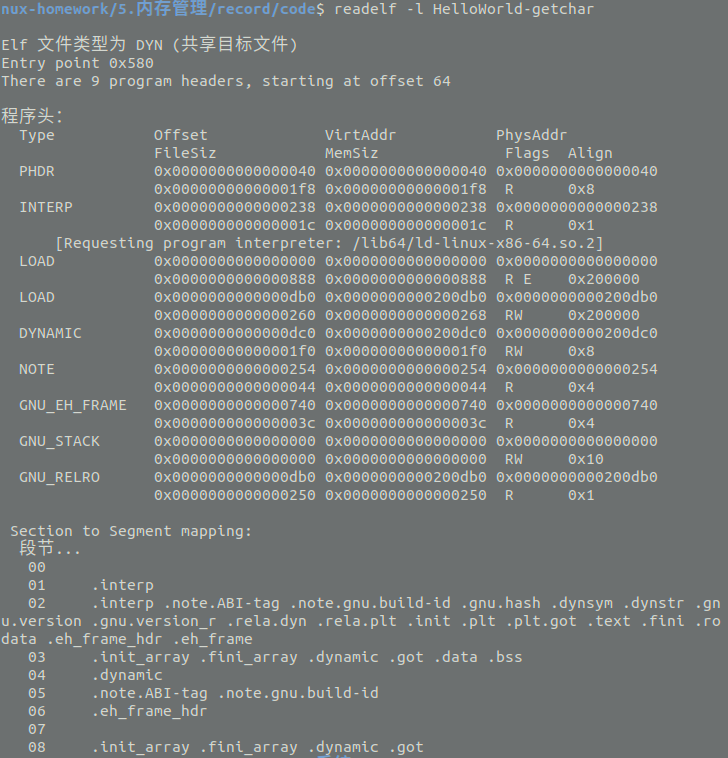 nux-homework/5.内存管理/record/code$ readelf -l HelloWorld-getchar
Elf 文件类型为 DYN (共享目标文件)
Entry point 0x580
There are 9 program headers, starting at offset 64
程序头：
Type Offset VirtAddr PhysAddr
FileSiz MemSiz Flags Align
PHDR 0x0000000000000040 0x0000000000000040 0x0000000000000040
0x00000000000001f8 0x00000000000001f8 R 0x8
INTERP 0x0000000000000238 0x0000000000000238 0x0000000000000238
0x000000000000001c 0x000000000000001c R 0x1
[Requesting program interpreter: /lib64/ld-linux-x86-64.so.2]
LOAD 0x0000000000000000 0x0000000000000000 0x0000000000000000
0x0000000000000888 0x0000000000000888 R E 0x200000
LOAD 0x0000000000000db0 0x0000000000200db0 0x0000000000200db0
0x0000000000000260 0x0000000000000268 RW 0x200000
DYNAMIC 0x0000000000000dc0 0x0000000000200dc0 0x0000000000200dc0
0x00000000000001f0 0x00000000000001f0 RW 0x8
NOTE 0x0000000000000254 0x0000000000000254 0x0000000000000254
0x0000000000000044 0x0000000000000044 R 0x4
GNU_EH_FRAME 0x0000000000000740 0x0000000000000740 0x0000000000000740
0x000000000000003c 0x000000000000003c R 0x4
GNU_STACK 0x0000000000000000 0x0000000000000000 0x0000000000000000
0x0000000000000000 0x0000000000000000 RW 0x10
GNU_RELRO 0x0000000000000db0 0x0000000000200db0 0x0000000000200db0
0x0000000000000250 0x0000000000000250 R 0x1
Section to Segment mapping:
段节...
00
01 .interp
02 .interp .note.ABI-tag .note.gnu.build-id .gnu.hash .dynsym .dynstr .gn
u.version .gnu.version_r .rela.dyn .rela.plt .init .plt .plt.got .text .fini .ro
data .eh_frame_hdr .eh_frame
03 .init_array .fini_array .dynamic .got .data .bss
04 .dynamic
05 .note.ABI-tag .note.gnu.build-id
06 .eh_frame_hdr
07
08 .init_array .fini_array .dynamic .got